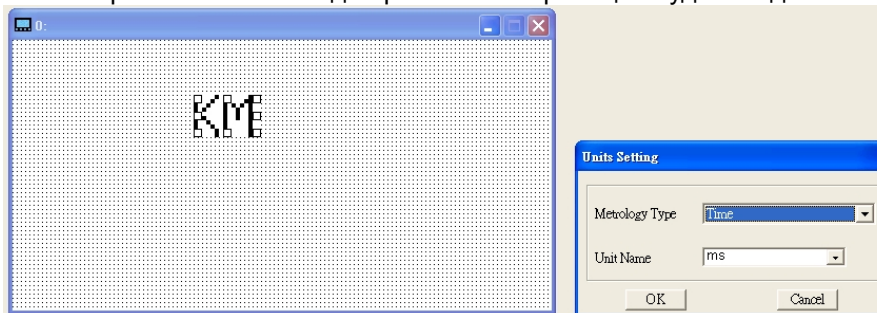 0:
KM
Units Setting
Metrology Type Time
Unit Name ms
OK Cancel